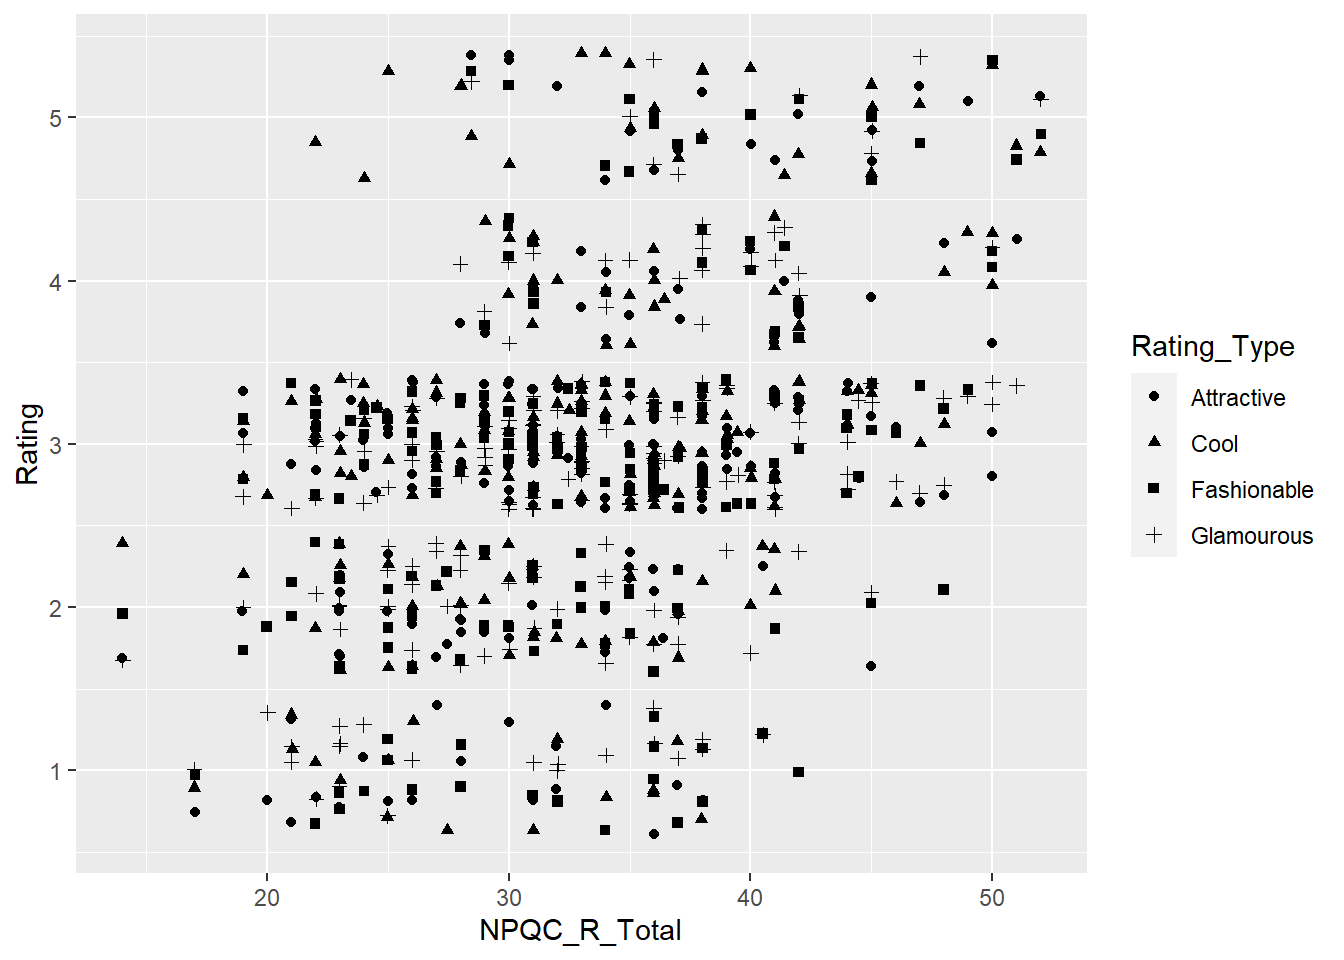 5
4
3
2
1
Rating
20 30 40 50
NPQC_R_Total
Rating_Type
Attractive
Cool
Fashionable
Glamourous